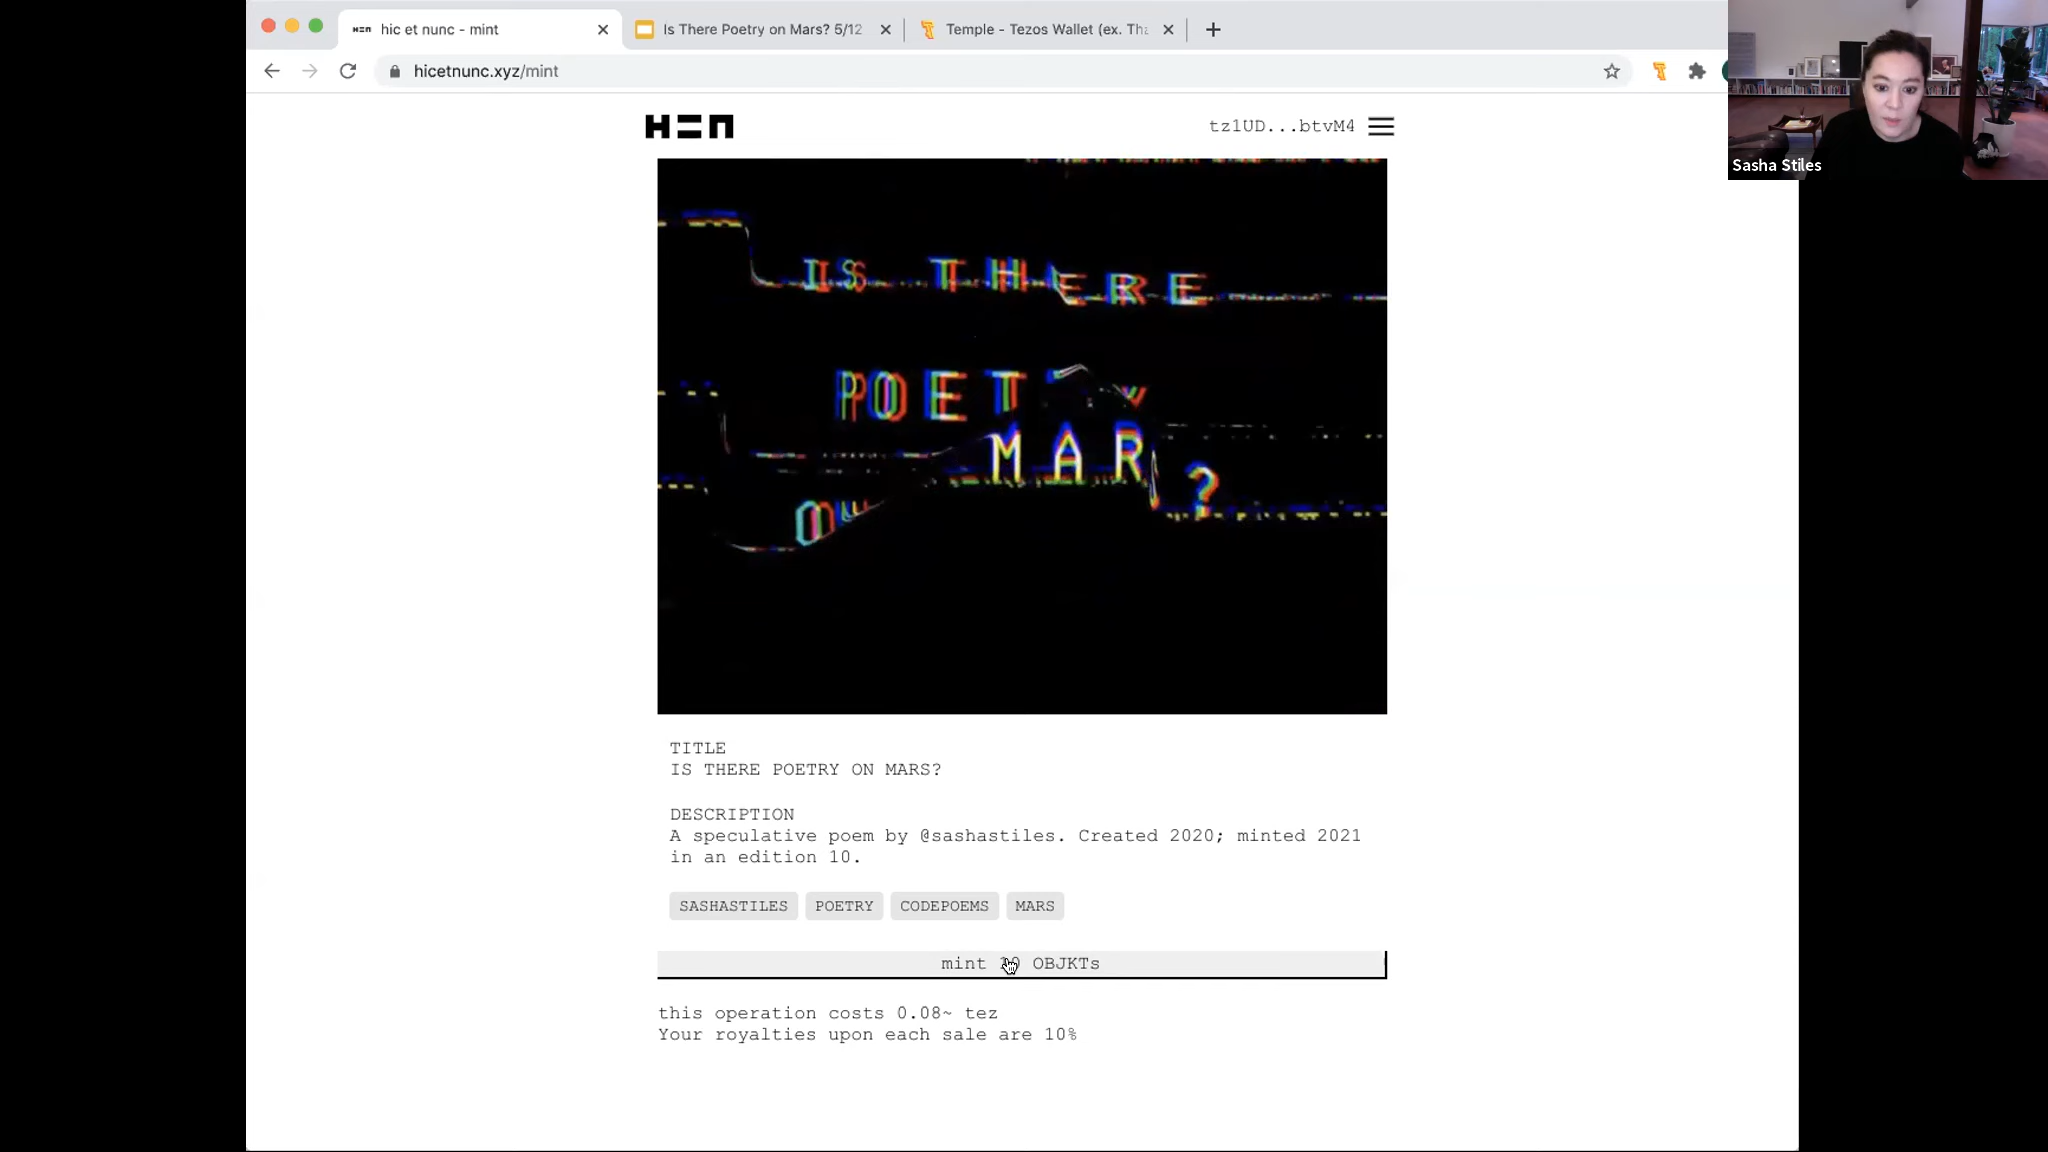 hic et nunc - mint
Is There Poetry on Mars? 5/12
Temple - Tezos Wallet (ex. Tha
hicetnunc.xyz/mint
Sasha Stiles
tz1UD...btvM4
IS THERE
POET
MAR
?
TITLE
IS THERE POETRY ON MARS?
DESCRIPTION
A speculative poem by @sashastiles. Created 2020; minted 2021
in an edition 10.
SASHASTILES POETRY CODEPOEMS MARS
mint 10 OBJKTs
this operation costs 0.08~ tez
Your royalties upon each sale are 10%